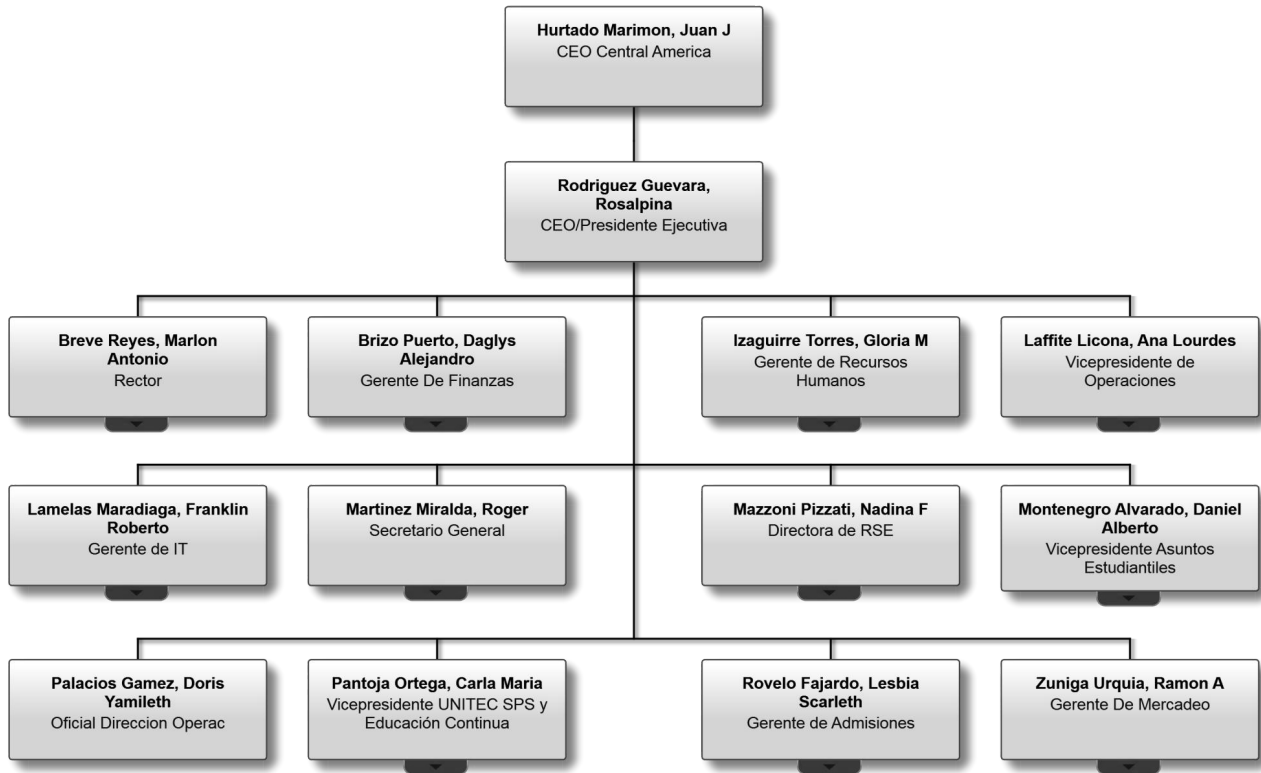 Hurtado Marimon, Juan J
CEO Central America
Rodriguez Guevara,
Rosalpina
CEO/Presidente Ejecutiva
Breve Reyes, Marlon
Antonio
Rector
Brizo Puerto, Daglys
Alejandro
Gerente De Finanzas
Izaguirre Torres, Gloria M
Gerente de Recursos
Humanos
Laffite Licona, Ana Lourdes
Vicepresidente de
Operaciones
Lamelas Maradiaga, Franklin
Roberto
Gerente de IT
Martinez Miralda, Roger
Secretario General
Mazzoni Pizzati, Nadina F
Directora de RSE
Montenegro Alvarado, Daniel
Alberto
Vicepresidente Asuntos
Estudiantiles
Palacios Gamez, Doris
Yamileth
Oficial Direccion Operac
Pantoja Ortega, Carla Maria
Vicepresidente UNITEC SPS y
Educación Continua
Rovelo Fajardo, Lesbia
Scarleth
Gerente de Admisiones
Zuniga Urquia, Ramon A
Gerente De Mercadeo